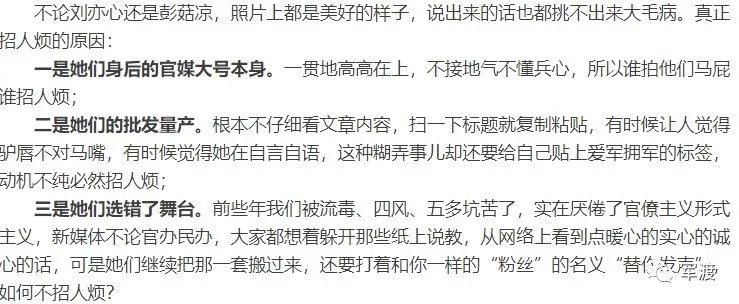 不论刘亦心还是彭菇凉，照片上都是美好的样子，说出来的话也都挑不出来大毛病。真正
招人烦的原因：
一是她们身后的官媒大号本身。一贯地高高在上，不接地气不懂兵心，所以谁拍他们马屁
谁招人烦；
二是她们的批发量产。根本不仔细看文章内容，扫一下标题就复制粘贴，有时候让人觉得
驴唇不对马嘴，有时候觉得她在自言自语，这种糊弄事儿却还要给自己贴上爱军拥军的标签，
动机不纯必然招人烦；
三是她们选错了舞台。前些年我们被流毒、四风、五多坑苦了，实在厌倦了官僚主义形式
主义，新媒体不论官办民办，大家都想着躲开那些纸上说教，从网络上看到点暖心的实心的诚
心的话，可是她们继续把那一套搬过来，还要打着和你一样的“粉丝”的名义“替你发声”
如何不招人烦？
军渡